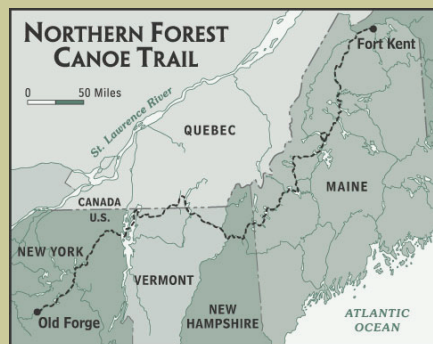 NORTHERN FOREST
CANOE TRAIL
0 50 Miles
Fort Kent
St. Lawrence River
QUEBEC
MAINE
CANADA
U.S.
NEW YORK
VERMONT
Old Forge
NEW
HAMPSHIRE
ATLANTIC
OCEAN